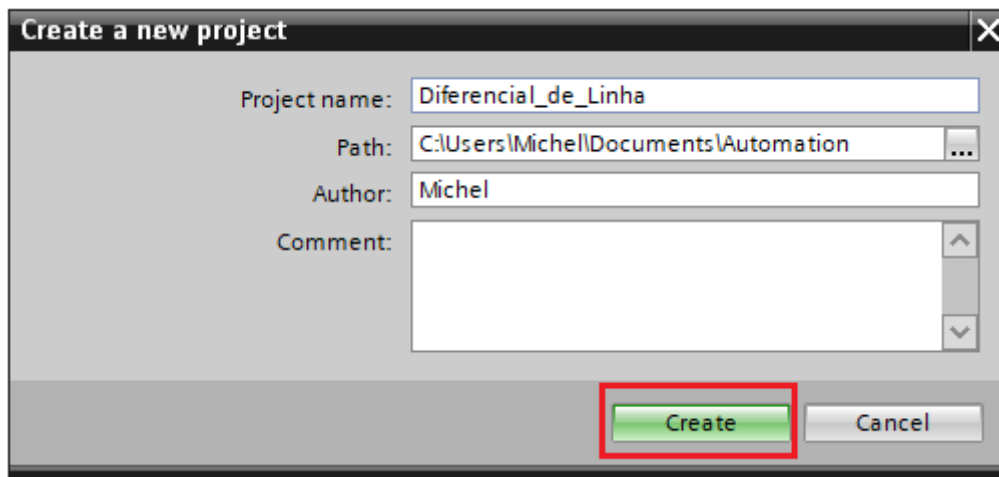 Create a new project
Project name: Diferencial_de_Linha
Path: C:\Users\Michel\Documents\Automation ...
Author: Michel
Comment:
Create Cancel